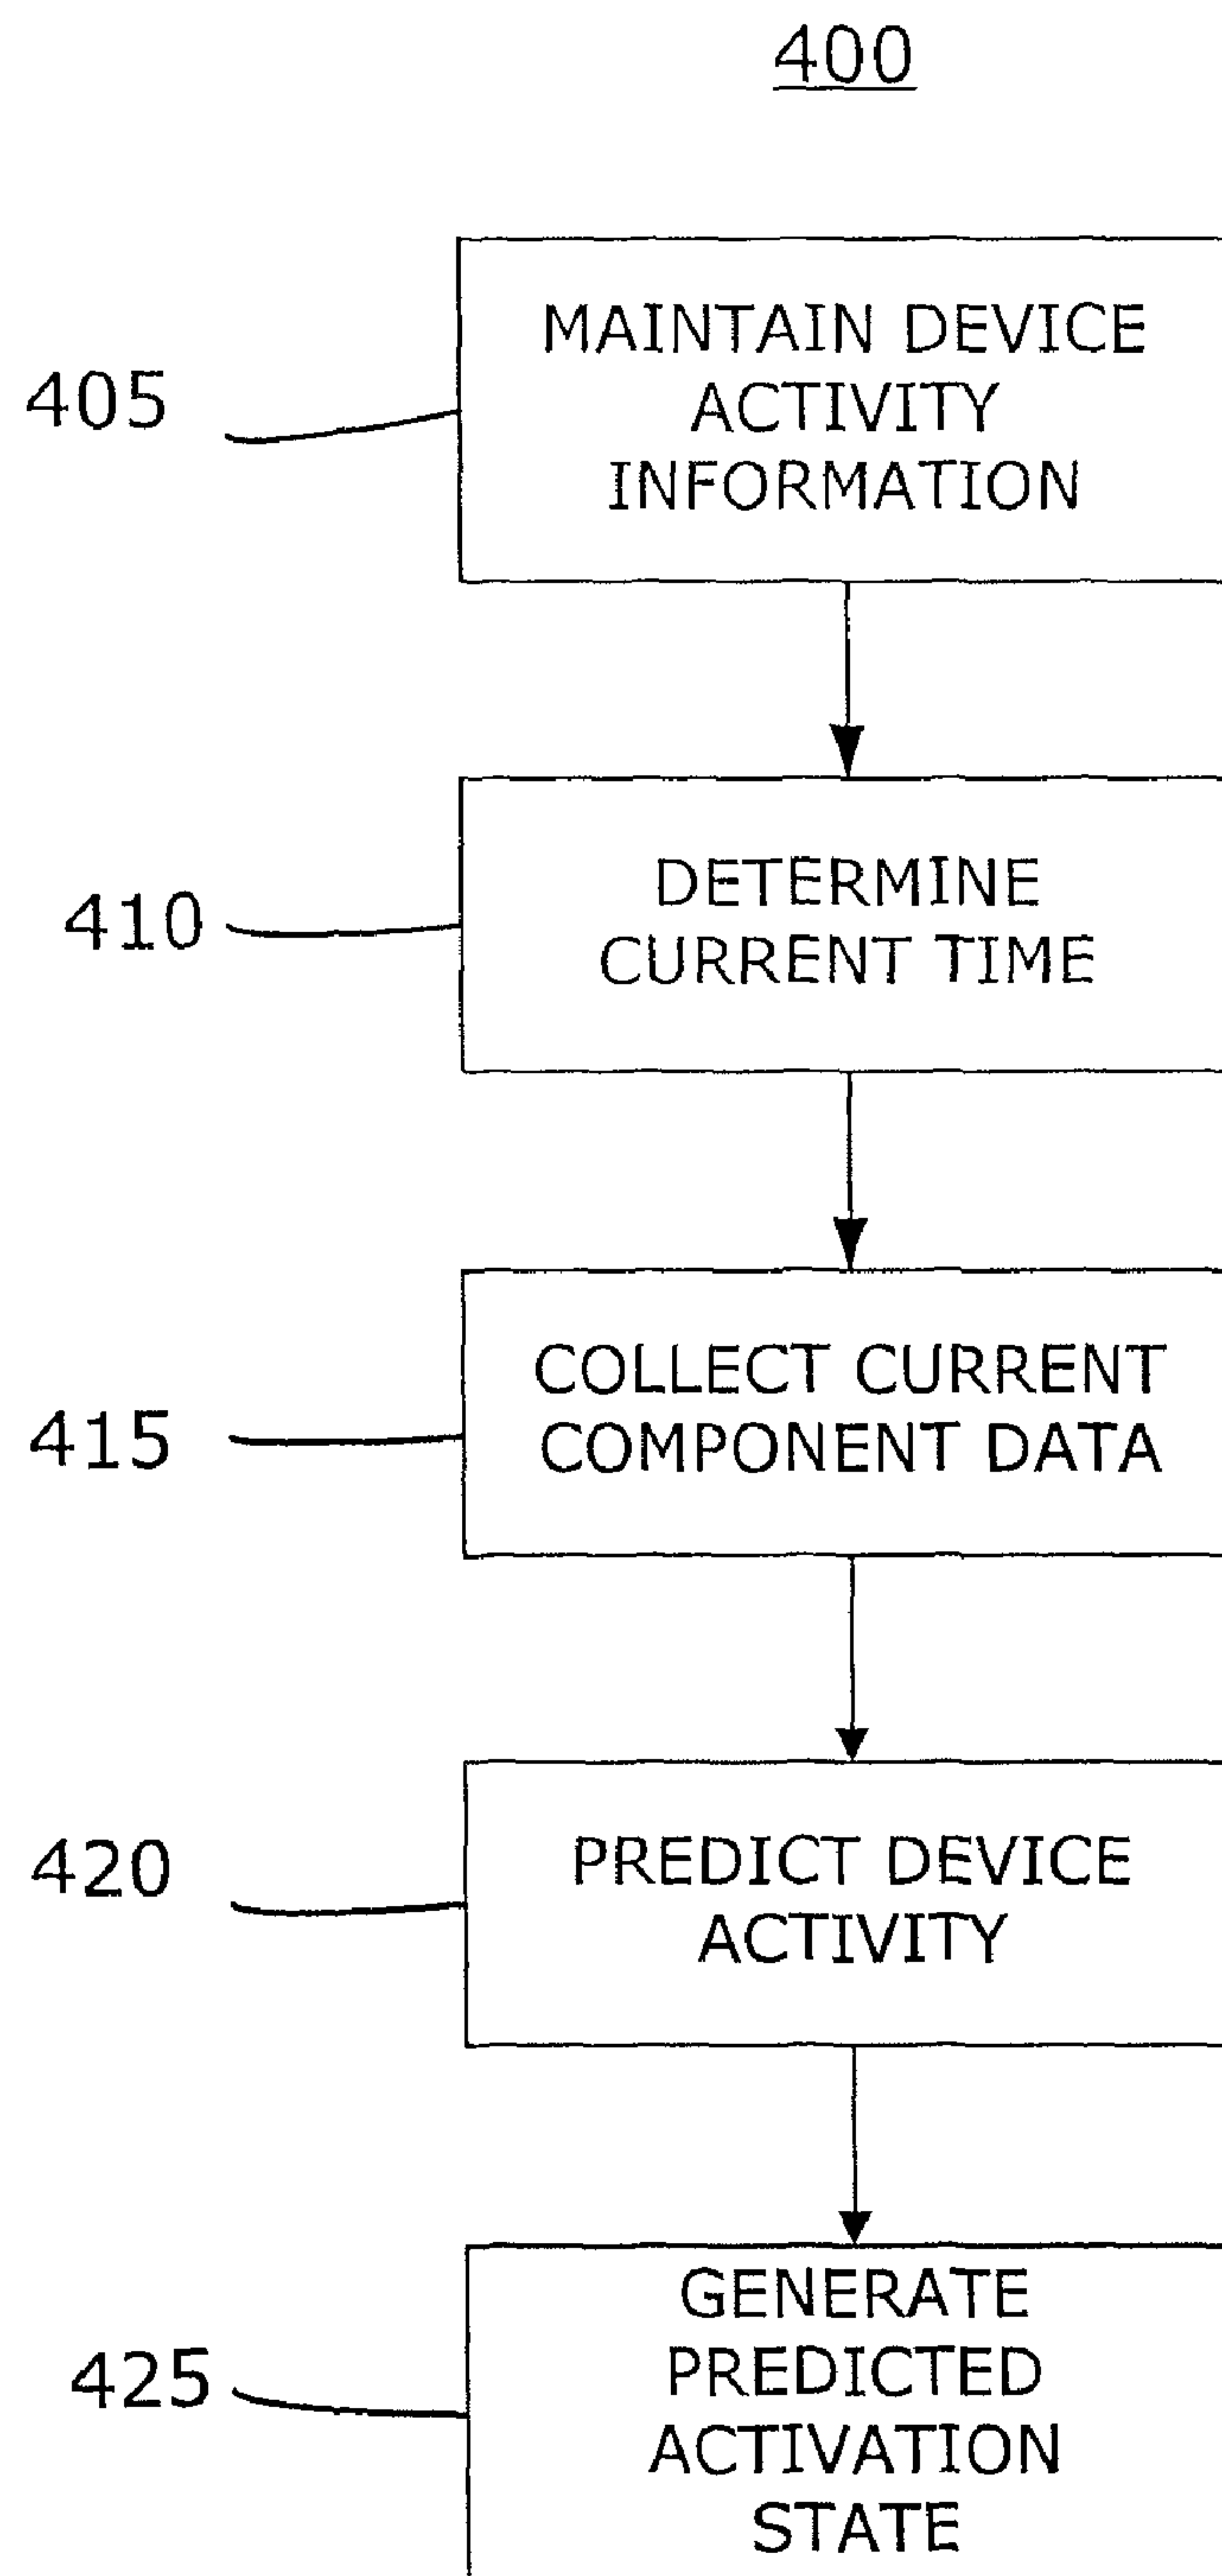 400
MAINTAIN DEVICE
ACTIVITY
INFORMATION
405
DETERMINE
CURRENT TIME
410
COLLECT CURRENT
COMPONENT DATA
415
PREDICT DEVICE
ACTIVITY
420
GENERATE
PREDICTED
ACTIVATION
STATE
425